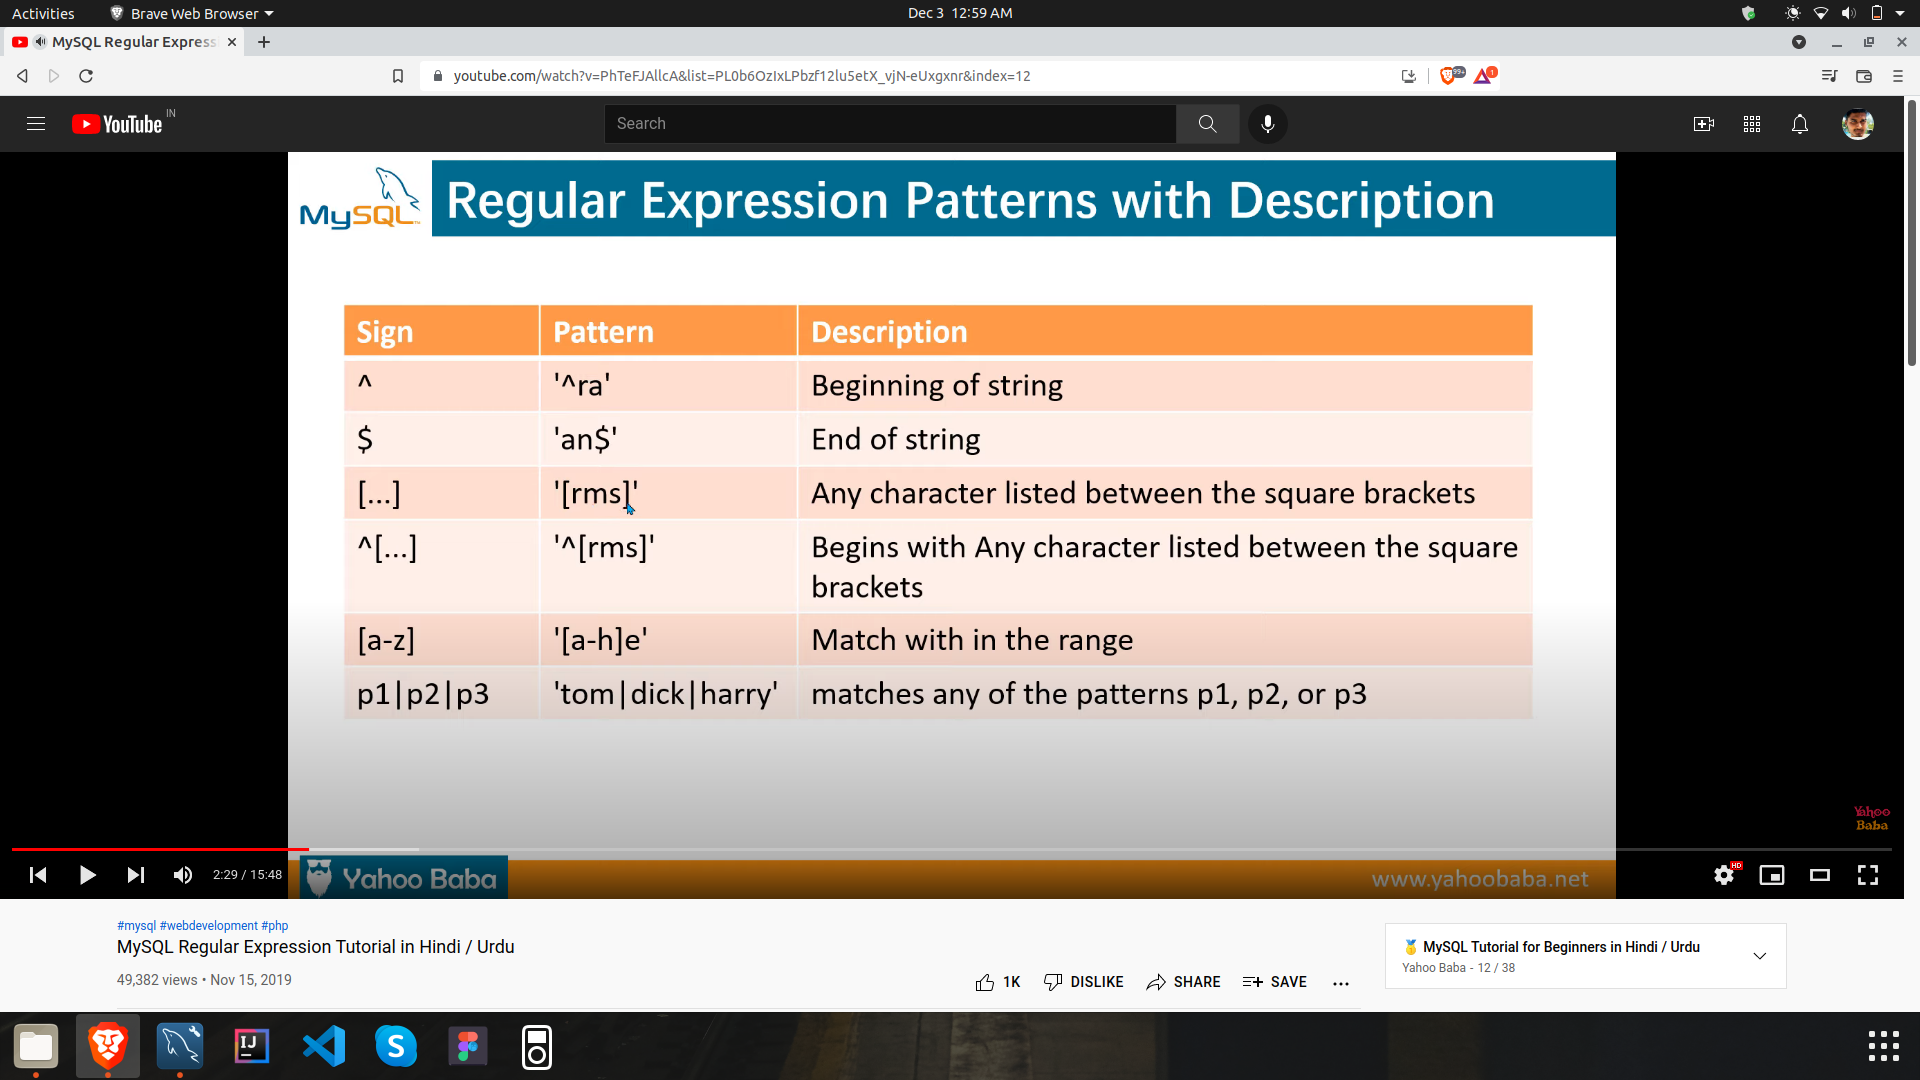 Activities
Brave Web Browser
Dec 3 12:59 AM
MySQL Regular Express
youtube.com/watch?v=PhTeFJAllcA&list=PL0b6OzIxLPbzf12lu5etX_vjN-eUxgxnr&index=12
99+
1
YouTube IN
Search
MySQL
Regular Expression Patterns with Description
Sign Pattern Description
^ '^ra' Beginning of string
$ 'an$' End of string
[...] '[rms]' Any character listed between the square brackets
^[...] '^[rms]' Begins with Any character listed between the square
brackets
[a-z] '[a-h]e' Match with in the range
p1|p2|p3 'tom|dick|harry' matches any of the patterns p1, p2, or p3
Yahoo
Baba
2:29 / 15:48
HD
Yahoo Baba
www.yahoobaba.net
#mysql #webdevelopment #php
MySQL Regular Expression Tutorial in Hindi / Urdu
49,382 views • Nov 15, 2019
1K DISLIKE SHARE SAVE
MySQL Tutorial for Beginners in Hindi / Urdu
Yahoo Baba - 12 / 38
IJ
S